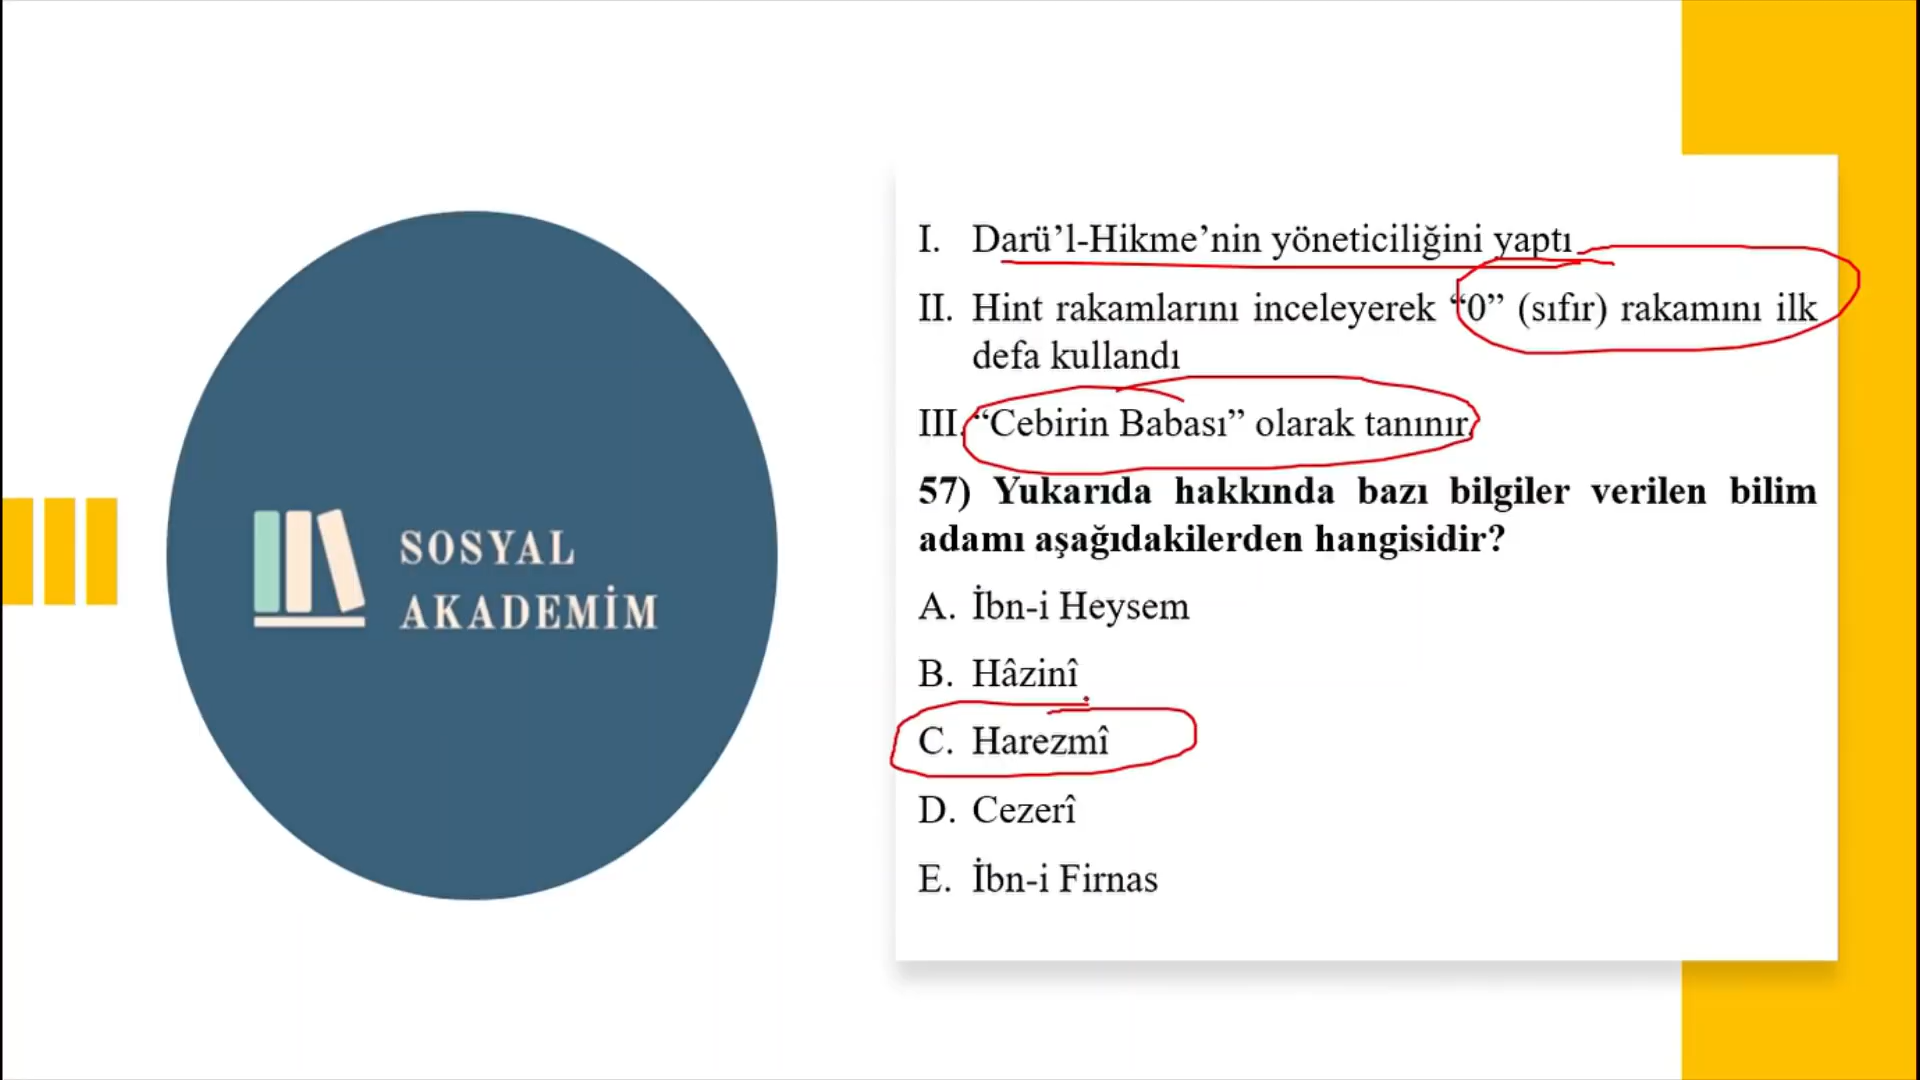 SOSYAL
AKADEMİM
I. Darü’l-Hikme’nin yöneticiliğini yaptı
II. Hint rakamlarını inceleyerek “0” (sıfır) rakamını ilk
defa kullandı
III. “Cebirin Babası” olarak tanınır.
57) Yukarıda hakkında bazı bilgiler verilen bilim
adamı aşağıdakilerden hangisidir?
A. İbn-i Heysem
B. Hâzinî
C. Harezmî
D. Cezerî
E. İbn-i Firnas